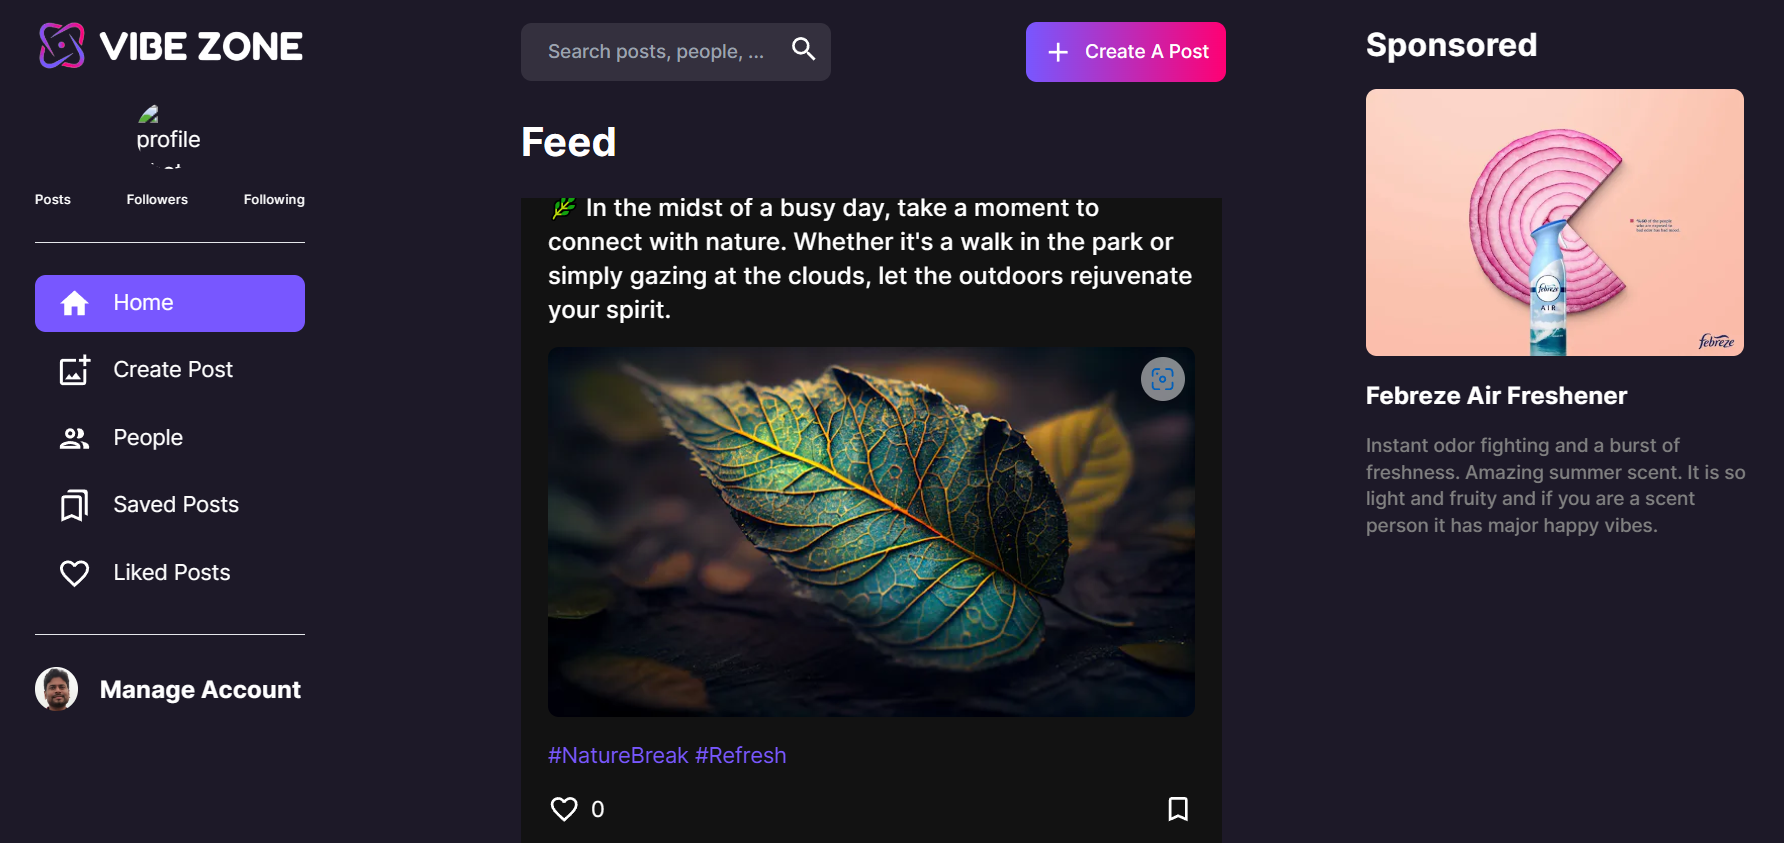 VIBE ZONE
profile
Posts Followers Following
Home
Create Post
People
Saved Posts
Liked Posts
Manage Account
Search posts, people, ...
Create A Post
Feed
In the midst of a busy day, take a moment to
connect with nature. Whether it's a walk in the park or
simply gazing at the clouds, let the outdoors rejuvenate
your spirit.
#NatureBreak #Refresh
0
Sponsored
febreze
AIR
febreze
Febreze Air Freshener
Instant odor fighting and a burst of
freshness. Amazing summer scent. It is so
light and fruity and if you are a scent
person it has major happy vibes.